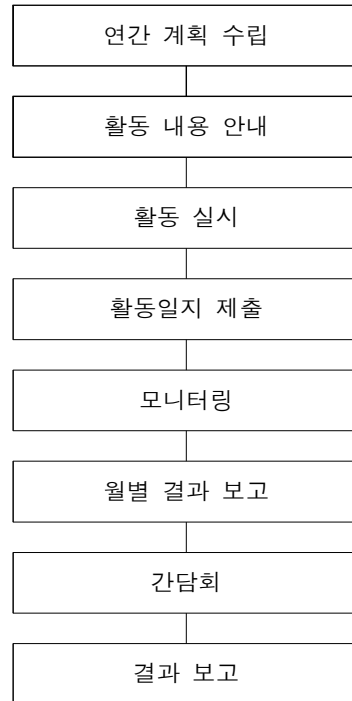 연간 계획 수립
활동 내용 안내
활동 실시
활동일지 제출
모니터링
월별 결과 보고
간담회
결과 보고